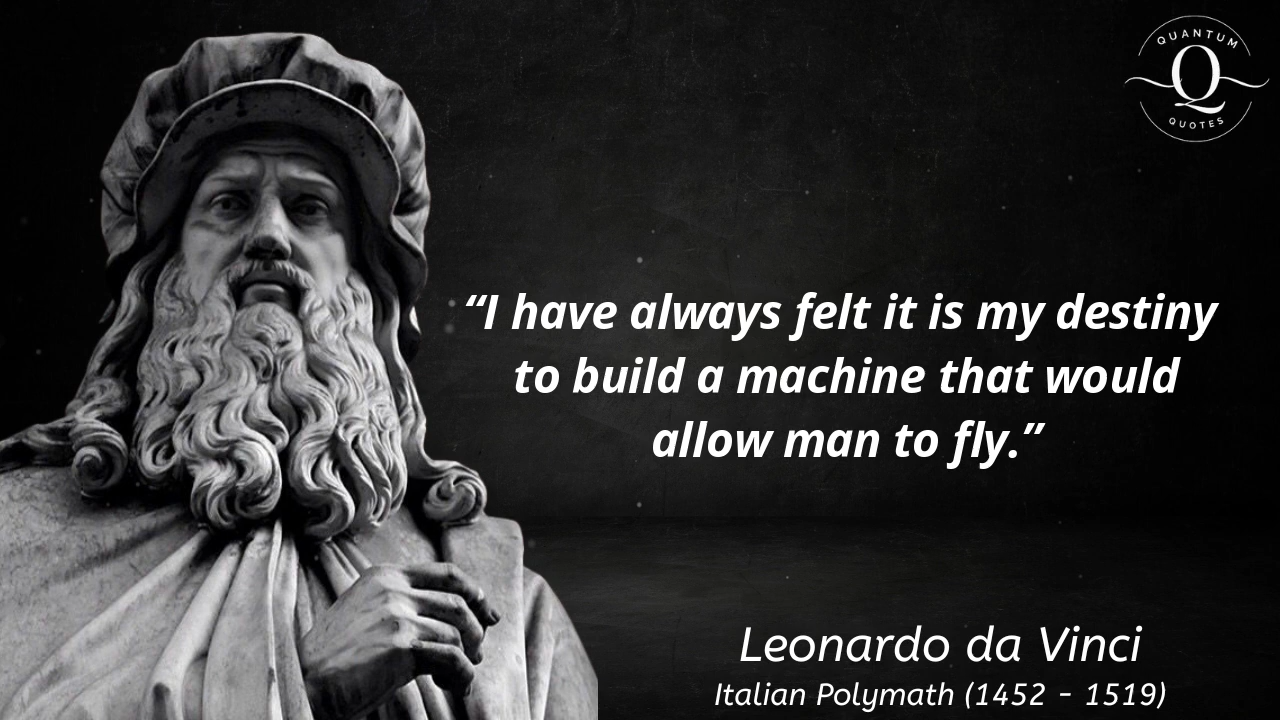 QUANTUM
Q
QUOTES
“I have always felt it is my destiny
to build a machine that would
allow man to fly.”
Leonardo da Vinci
Italian Polymath (1452 - 1519)